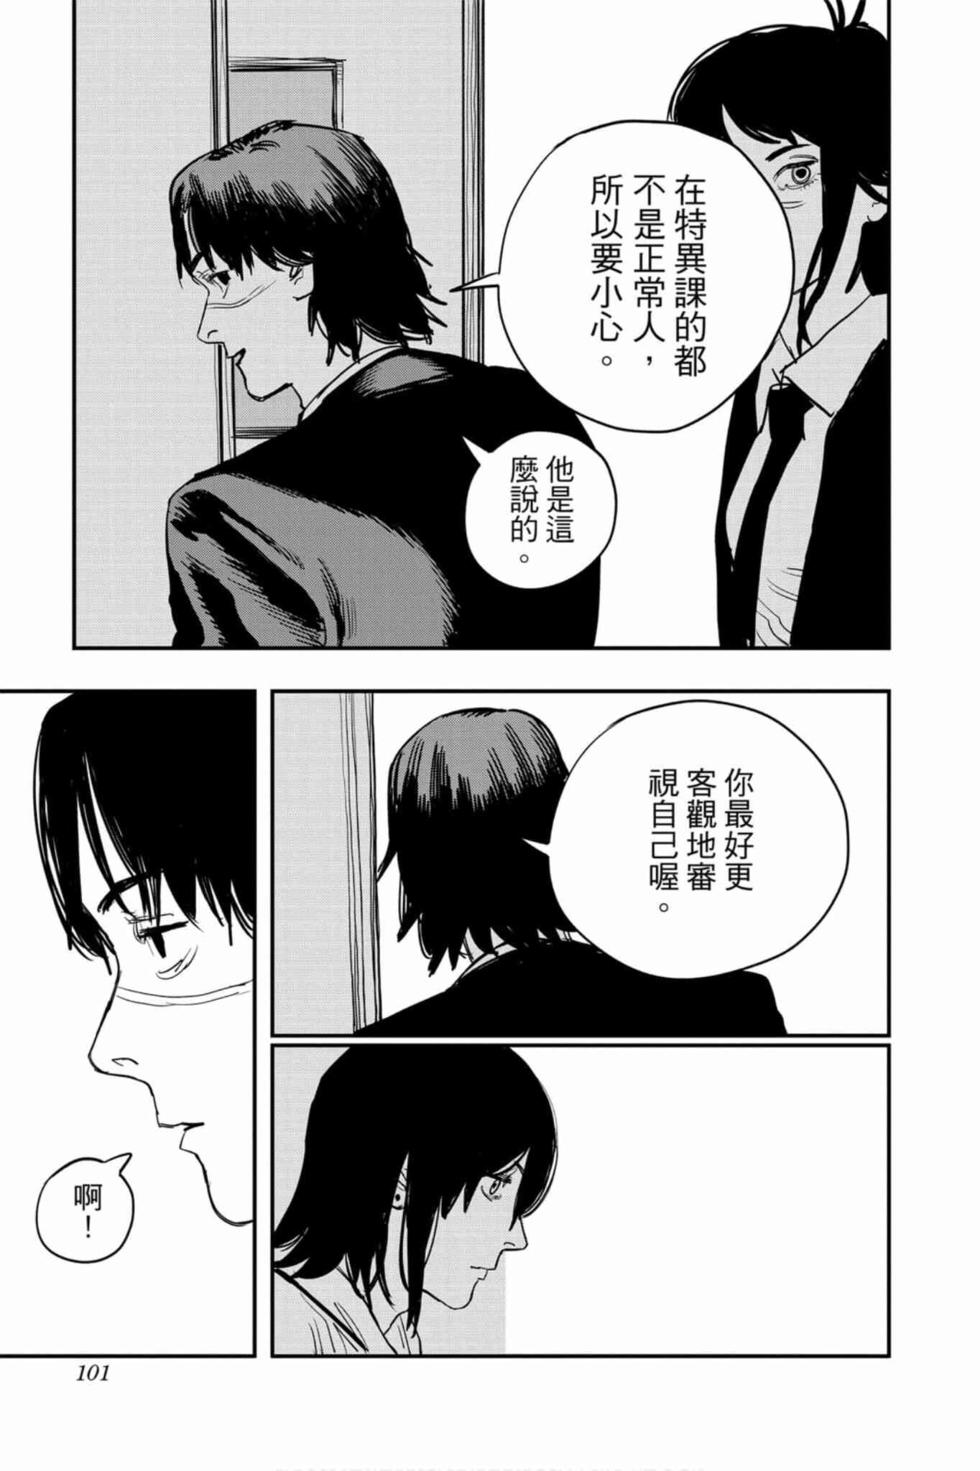 在特異課的都
不是正常人，
所以要小心。
他是這
麼說的。
你最好更
客觀地審
視自己喔。
啊！
101